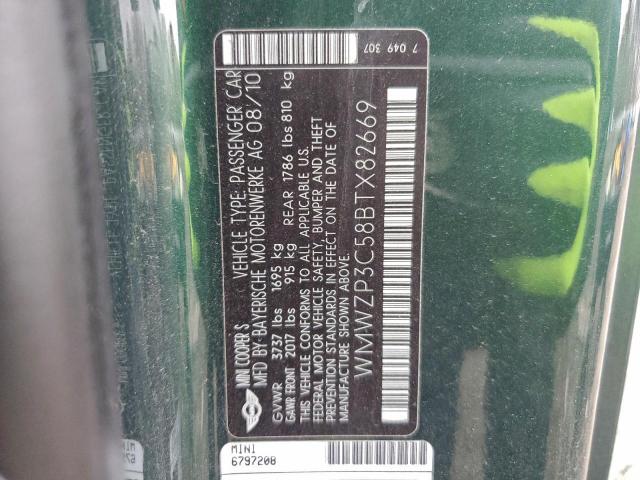 7 049 307
MINI COOPER S VEHICLE TYPE: PASSENGER CAR
MFD BY: BAYERISCHE MOTORENWERKE AG 08/10
GVWR 3737 lbs 1695 kg
GAWR FRONT 2017 lbs 915 kg REAR 1786 lbs 810 kg
THIS VEHICLE CONFORMS TO ALL APPLICABLE U.S.
FEDERAL MOTOR VEHICLE SAFETY, BUMPER AND THEFT
PREVENTION STANDARDS IN EFFECT ON THE DATE OF
MANUFACTURE SHOWN ABOVE.
WMWZP3C58BTX82669
MINI
6797208